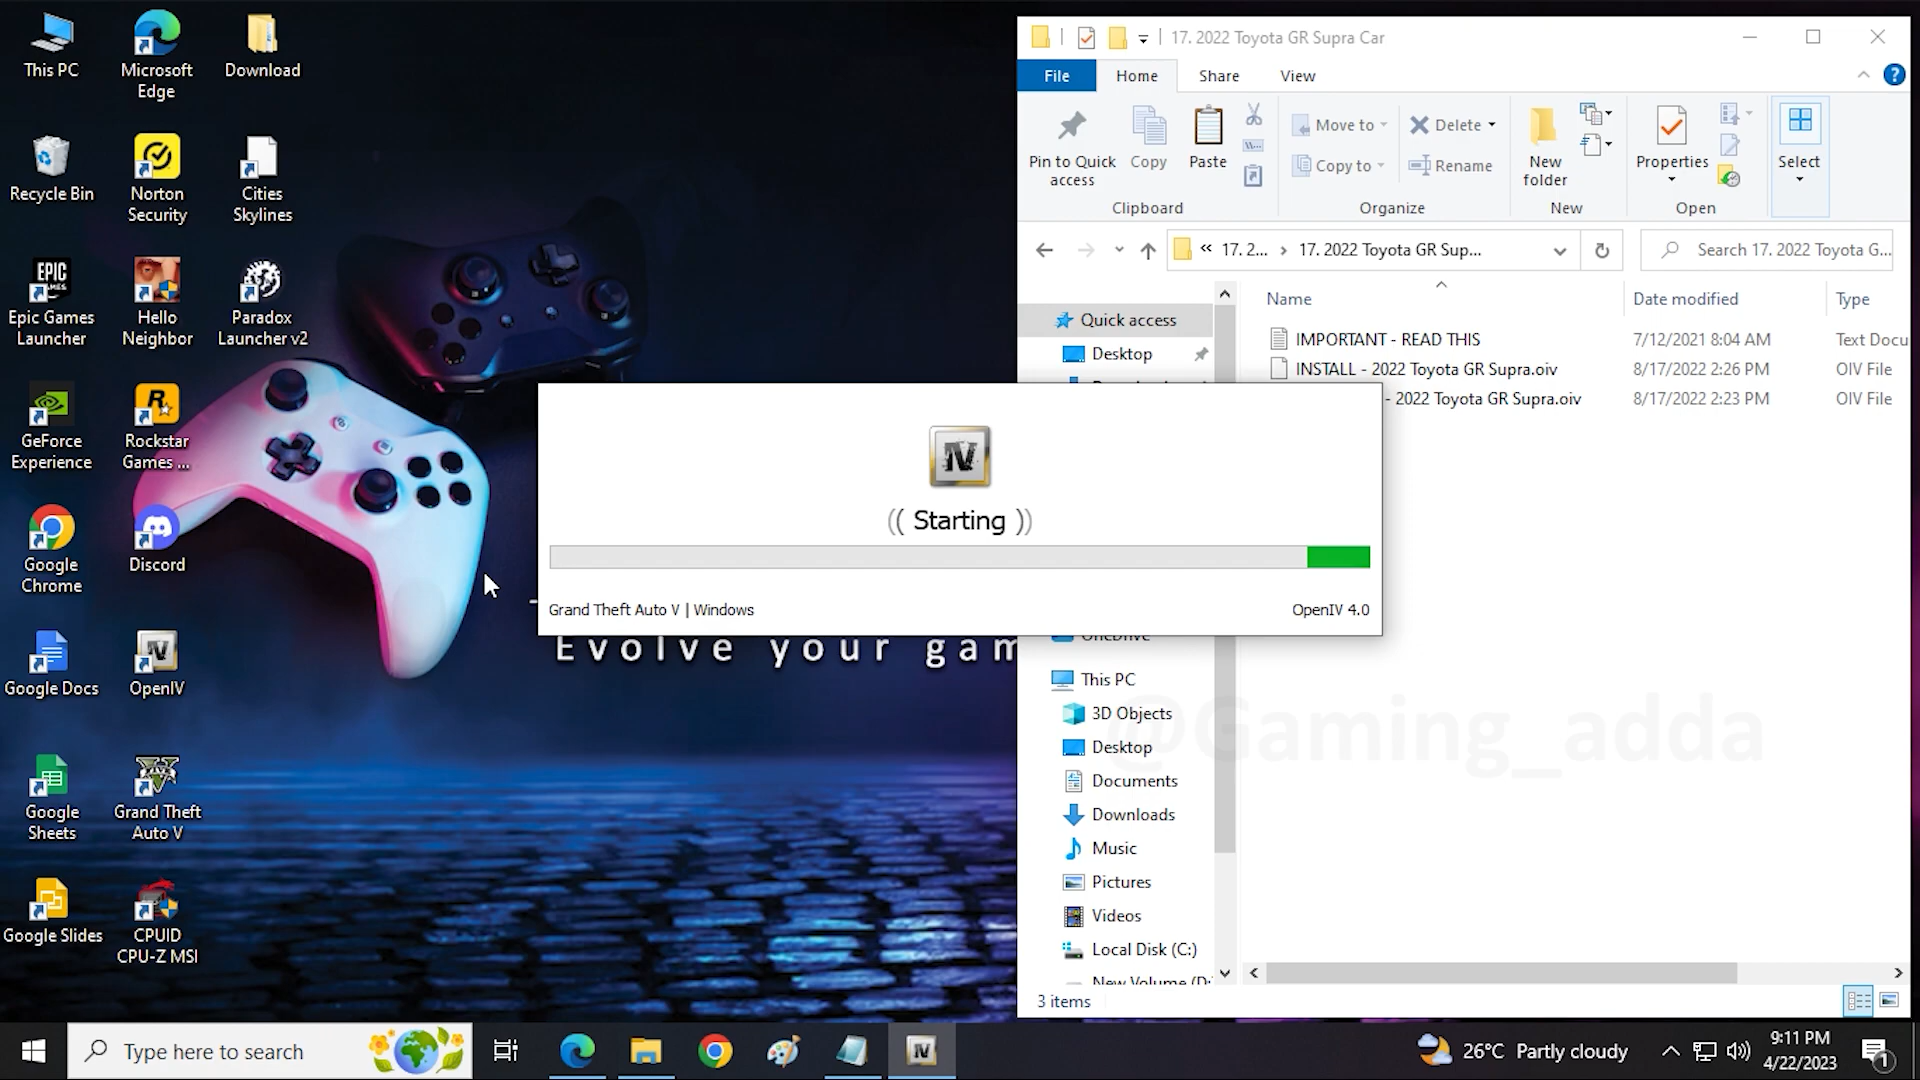 This PC
Microsoft
Edge
Download
Recycle Bin
Norton
Security
Cities
Skylines
EPIC
GAMES
Epic Games
Launcher
Hello
Neighbor
Paradox
Launcher v2
GeForce
Experience
Rockstar
Games ...
Google
Chrome
Discord
Google Docs
OpenIV
Google
Sheets
Grand Theft
Auto V
Google Slides
CPUID
CPU-Z MSI
Evolve your gam
17. 2022 Toyota GR Supra Car
File
Home
Share
View
Pin to Quick
access
Copy
Paste
Move to
Copy to
Delete
Rename
New
folder
Properties
Select
Clipboard
Organize
New
Open
« 17. 2... › 17. 2022 Toyota GR Sup...
Search 17. 2022 Toyota G...
Name
Date modified
Type
Quick access
Desktop
IMPORTANT - READ THIS
7/12/2021 8:04 AM
Text Docu
INSTALL - 2022 Toyota GR Supra.oiv
8/17/2022 2:26 PM
OIV File
- 2022 Toyota GR Supra.oiv
8/17/2022 2:23 PM
OIV File
IV
(( Starting ))
Grand Theft Auto V | Windows
OpenIV 4.0
OneDrive
This PC
3D Objects
Desktop
Documents
Downloads
Music
Pictures
Videos
Local Disk (C:)
New Volume (D:
3 items
@Gaming_adda
Type here to search
26°C Partly cloudy
9:11 PM
4/22/2023
1